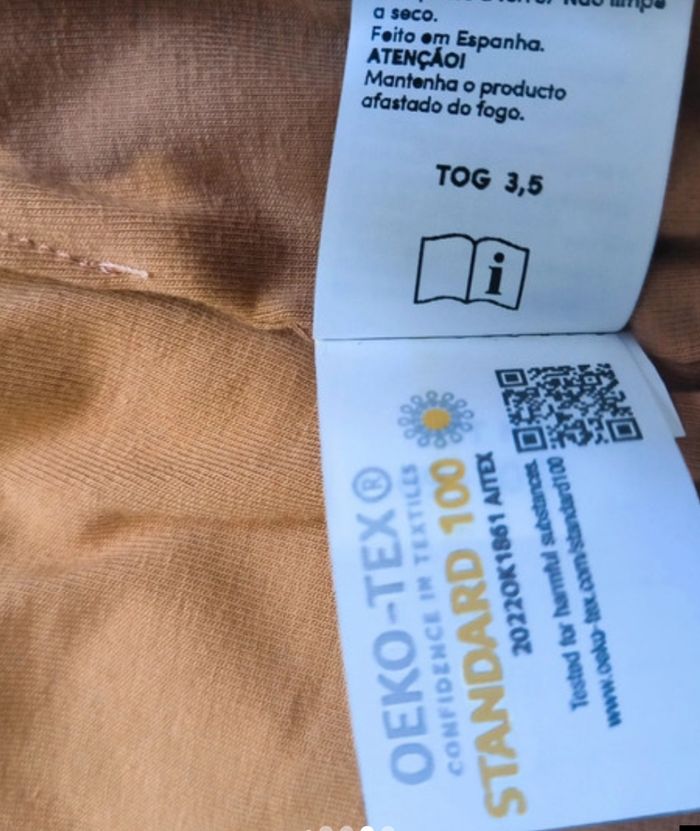 a seco.
Feito em Espanha.
ATENÇÃO!
Mantenha o producto
afastado do fogo.
TOG 3,5
i
OEKO-TEX®
CONFIDENCE IN TEXTILES
STANDARD 100
2022OK1861 AITEX
Tested for harmful substances.
www.oeko-tex.com/standard100